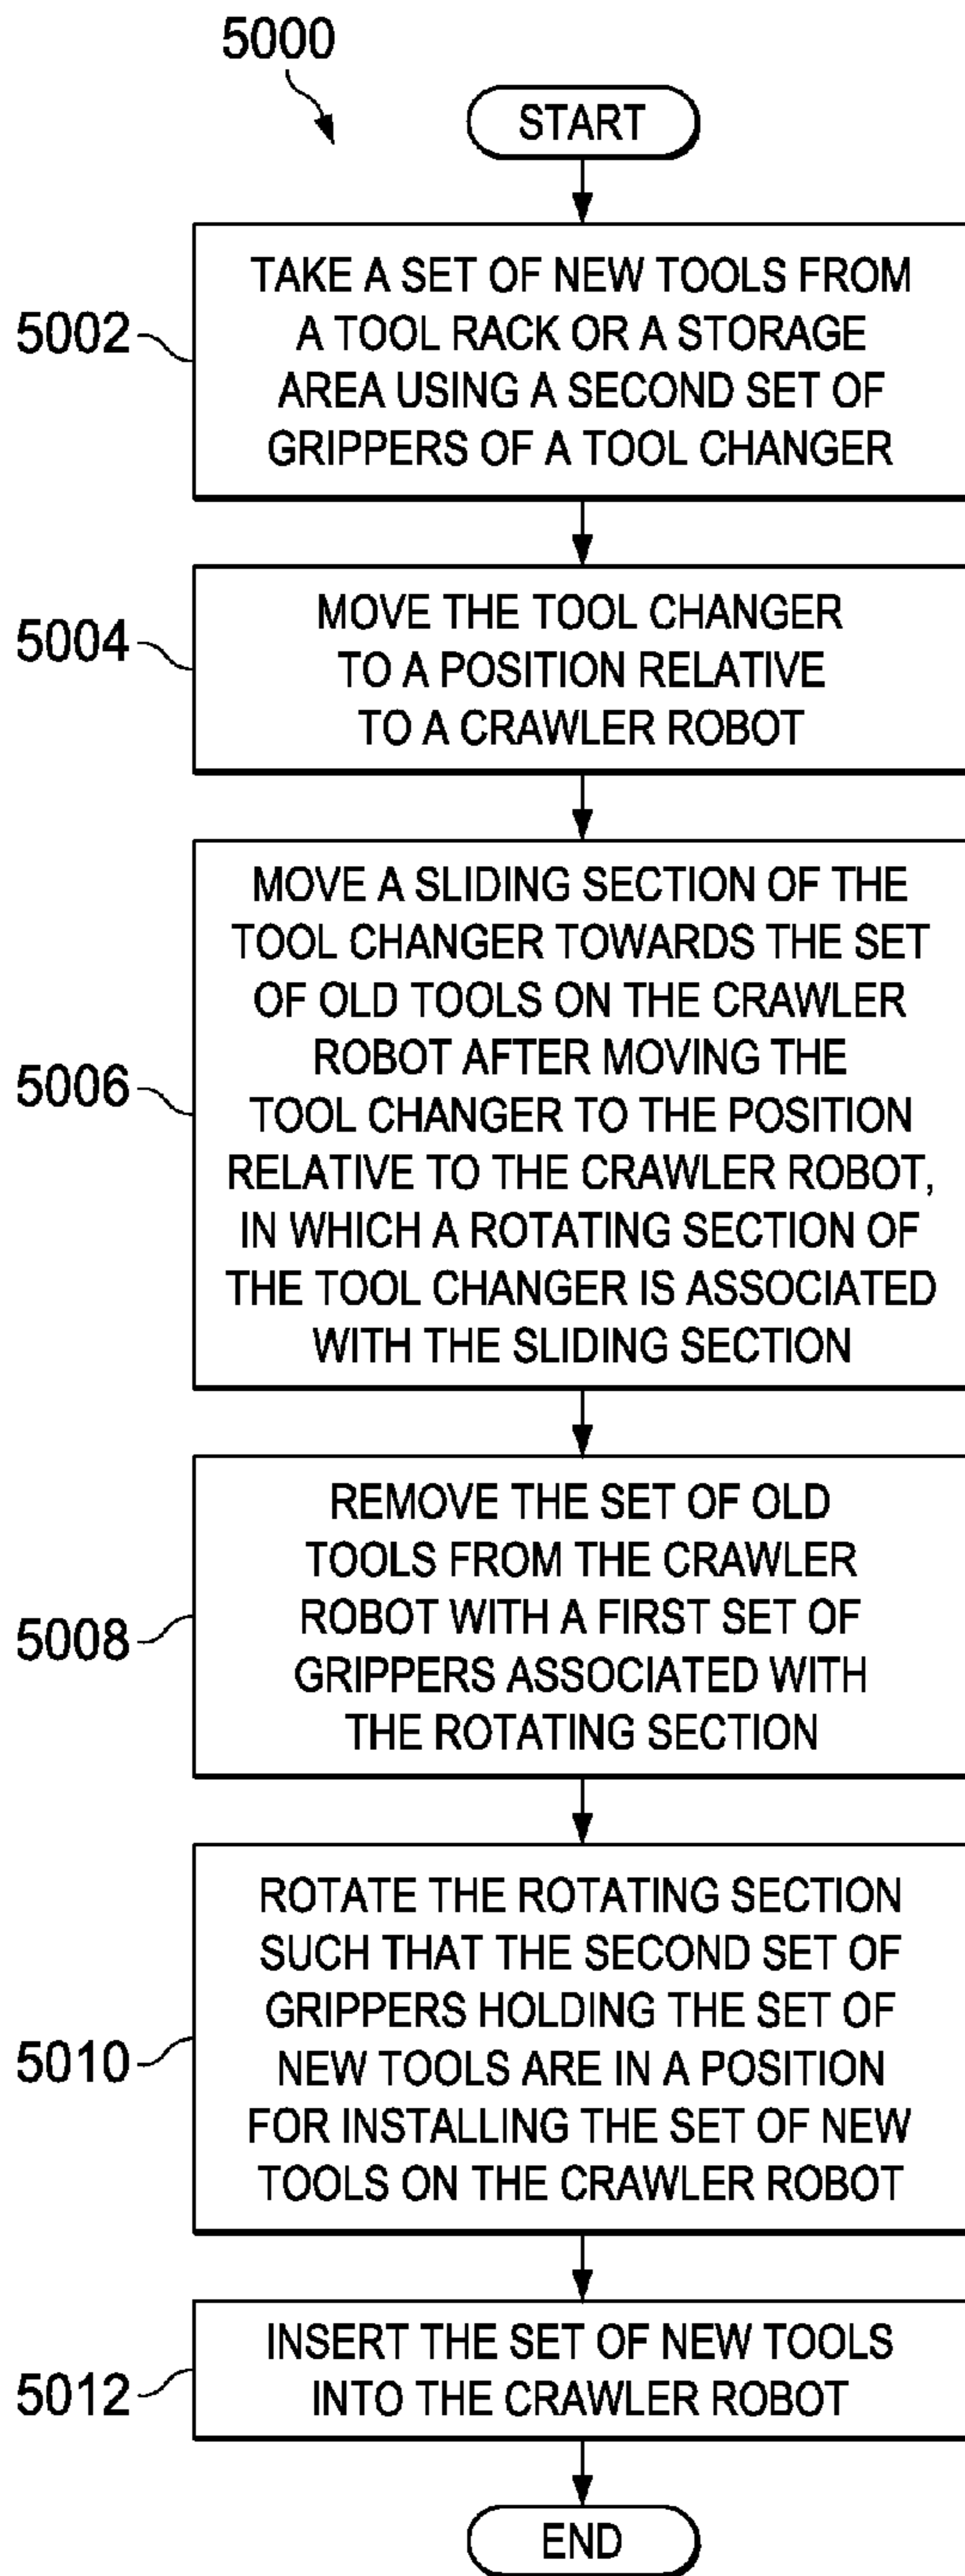 5000
START
5002
TAKE A SET OF NEW TOOLS FROM
A TOOL RACK OR A STORAGE
AREA USING A SECOND SET OF
GRIPPERS OF A TOOL CHANGER
5004
MOVE THE TOOL CHANGER
TO A POSITION RELATIVE
TO A CRAWLER ROBOT
5006
MOVE A SLIDING SECTION OF THE
TOOL CHANGER TOWARDS THE SET
OF OLD TOOLS ON THE CRAWLER
ROBOT AFTER MOVING THE
TOOL CHANGER TO THE POSITION
RELATIVE TO THE CRAWLER ROBOT,
IN WHICH A ROTATING SECTION OF
THE TOOL CHANGER IS ASSOCIATED
WITH THE SLIDING SECTION
5008
REMOVE THE SET OF OLD
TOOLS FROM THE CRAWLER
ROBOT WITH A FIRST SET OF
GRIPPERS ASSOCIATED WITH
THE ROTATING SECTION
5010
ROTATE THE ROTATING SECTION
SUCH THAT THE SECOND SET OF
GRIPPERS HOLDING THE SET OF
NEW TOOLS ARE IN A POSITION
FOR INSTALLING THE SET OF NEW
TOOLS ON THE CRAWLER ROBOT
5012
INSERT THE SET OF NEW TOOLS
INTO THE CRAWLER ROBOT
END